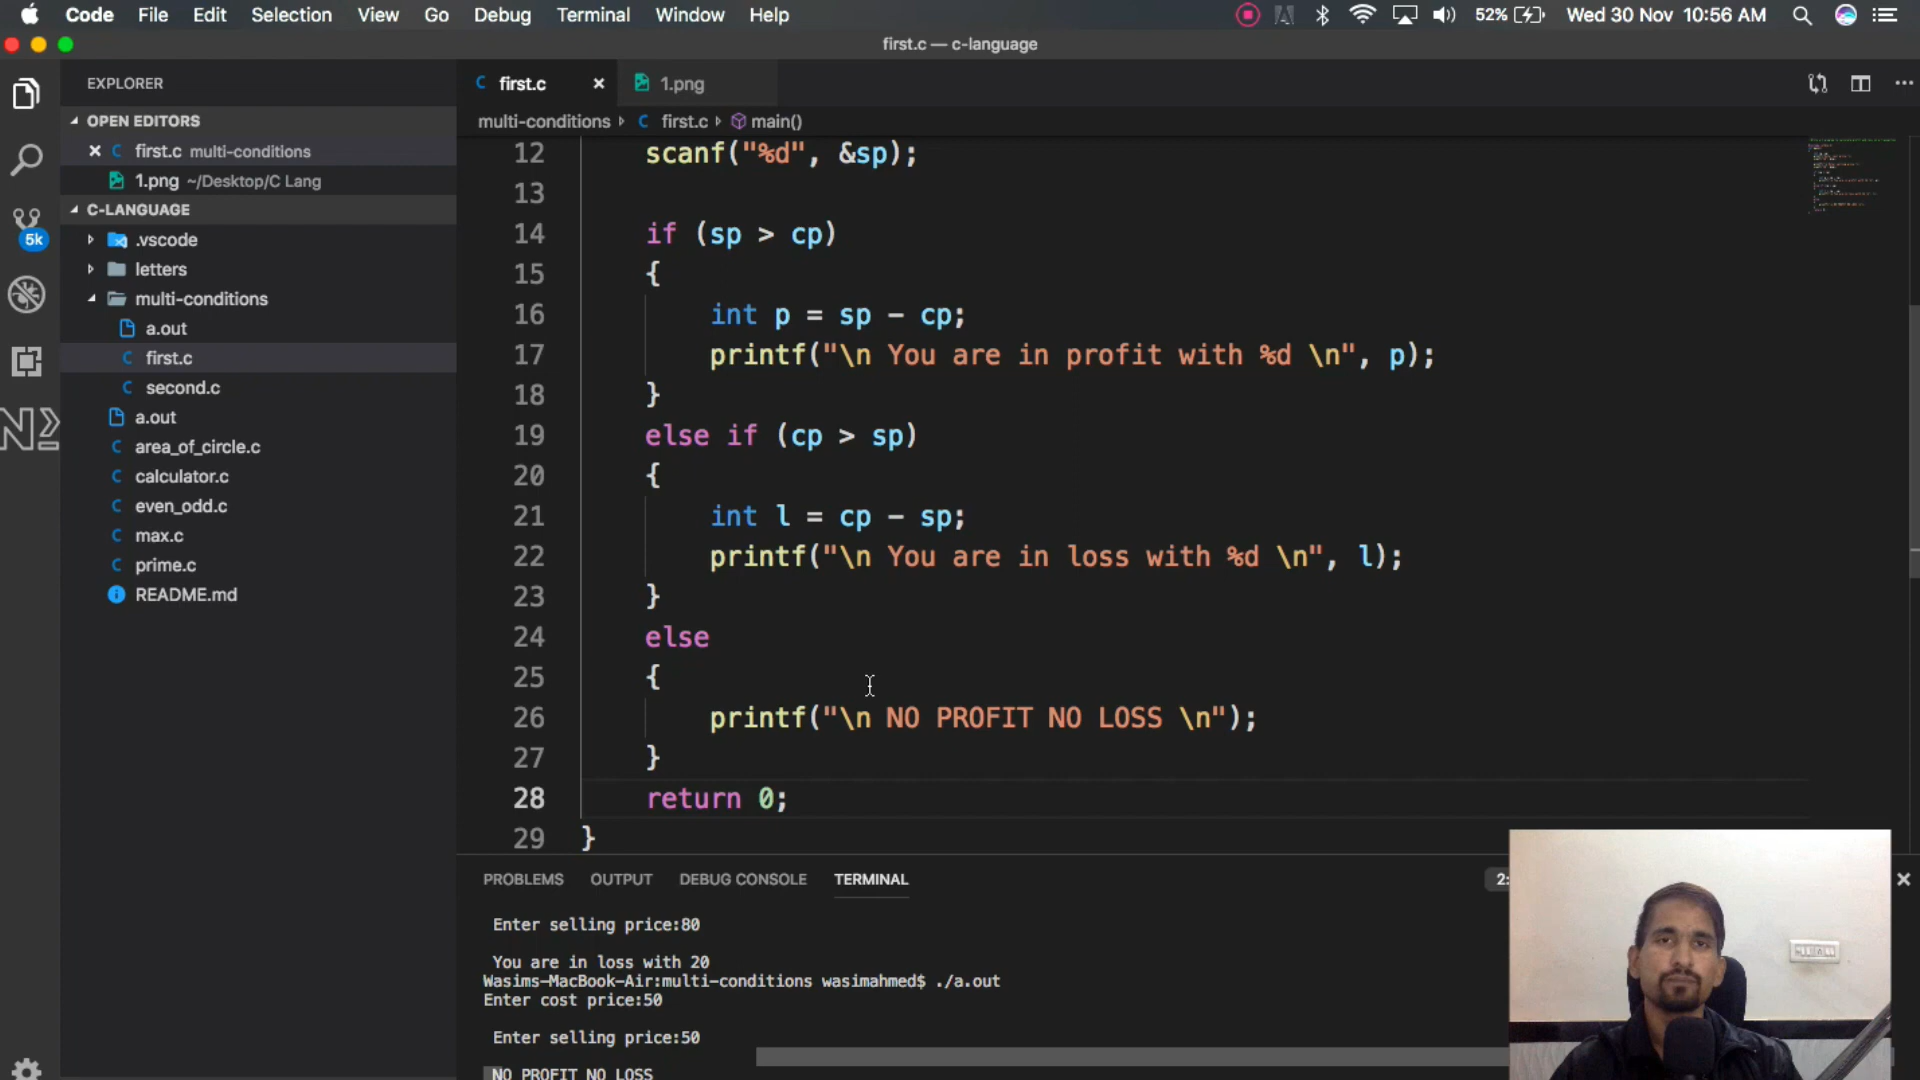 Code File Edit Selection View Go Debug Terminal Window Help 52% Wed 30 Nov 10:56 AM
first.c — c-language
EXPLORER
OPEN EDITORS
first.c multi-conditions
1.png ~/Desktop/C Lang
C-LANGUAGE
.vscode
letters
multi-conditions
a.out
first.c
second.c
a.out
area_of_circle.c
calculator.c
even_odd.c
max.c
prime.c
README.md
5k
first.c 1.png
multi-conditions first.c main()
12 scanf("%d", &sp);
13
14 if (sp > cp)
15 {
16 int p = sp - cp;
17 printf("\n You are in profit with %d \n", p);
18 }
19 else if (cp > sp)
20 {
21 int l = cp - sp;
22 printf("\n You are in loss with %d \n", l);
23 }
24 else
25 {
26 printf("\n NO PROFIT NO LOSS \n");
27 }
28 return 0;
29 }
PROBLEMS OUTPUT DEBUG CONSOLE TERMINAL 2:
Enter selling price:80
You are in loss with 20
Wasims-MacBook-Air:multi-conditions wasimahmed$ ./a.out
Enter cost price:50
Enter selling price:50
NO PROFIT NO LOSS